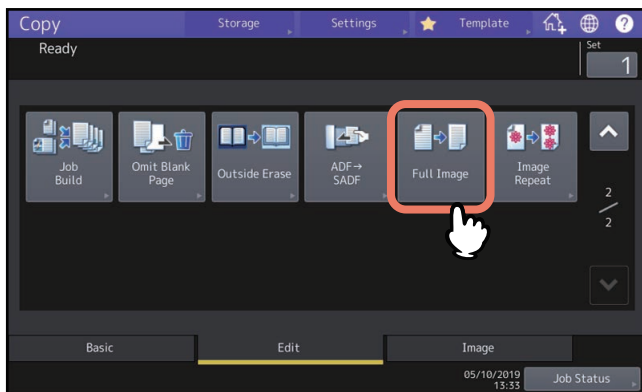 Copy
Storage
Settings
Template
?
Ready
Set
1
Job
Build
Omit Blank
Page
Outside Erase
ADF→
SADF
Full Image
Image
Repeat
2
2
Basic
Edit
Image
05/10/2019
13:33
Job Status